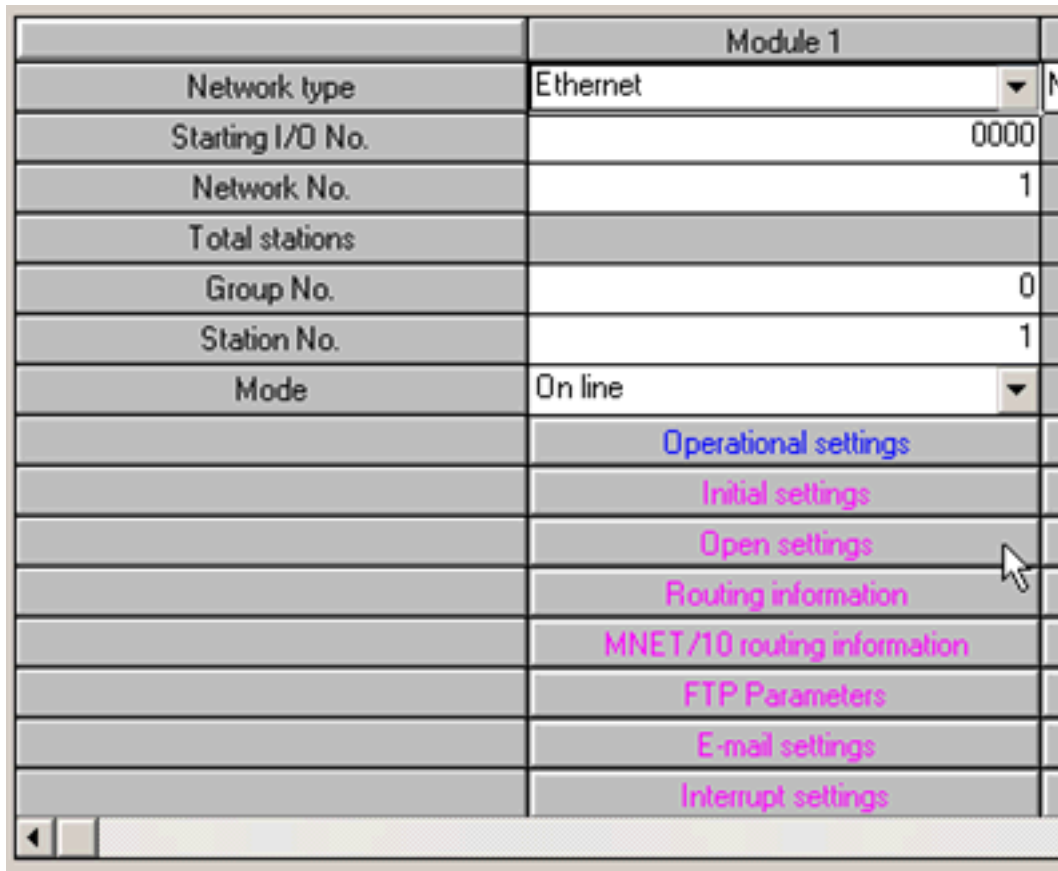 Module 1
Network type Ethernet N
Starting I/O No. 0000
Network No. 1
Total stations
Group No. 0
Station No. 1
Mode On line
Operational settings
Initial settings
Open settings
Routing information
MNET/10 routing information
FTP Parameters
E-mail settings
Interrupt settings